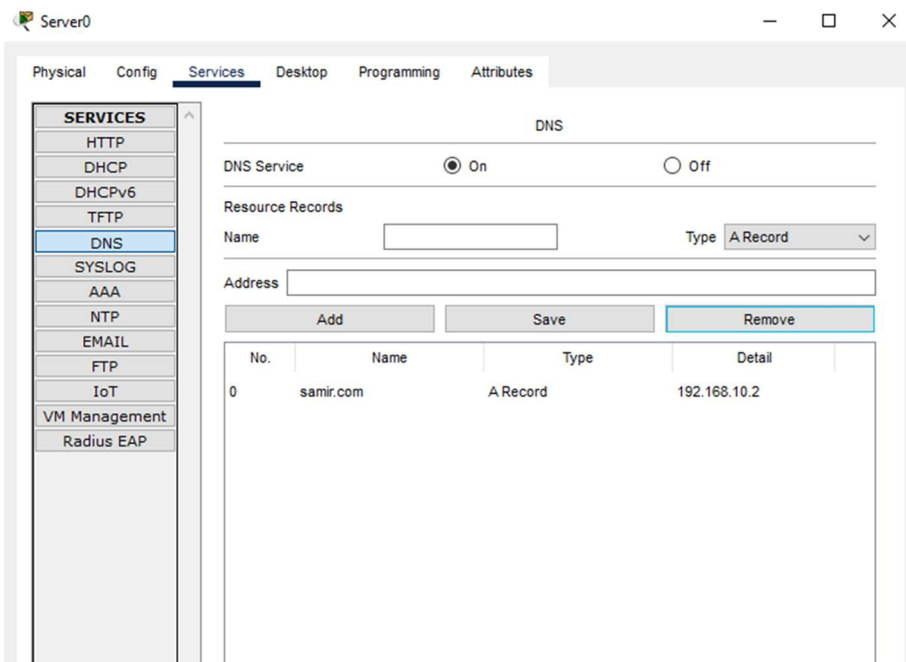 Server0
Physical Config Services Desktop Programming Attributes
SERVICES
HTTP
DHCP
DHCPv6
TFTP
DNS
SYSLOG
AAA
NTP
EMAIL
FTP
IoT
VM Management
Radius EAP
DNS
DNS Service On Off
Resource Records
Name Type A Record
Address
Add Save Remove
No. Name Type Detail
0 samir.com A Record 192.168.10.2